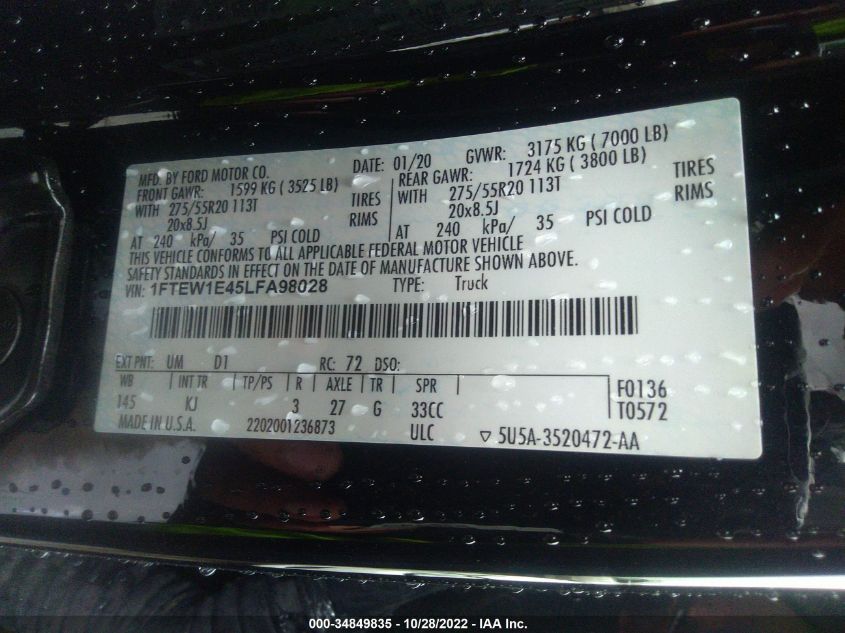 MFD. BY FORD MOTOR CO. DATE: 01/20 GVWR: 3175 KG ( 7000 LB)
FRONT GAWR: 1599 KG ( 3525 LB) REAR GAWR: 1724 KG ( 3800 LB)
WITH 275/55R20 113T TIRES WITH 275/55R20 113T TIRES
20x8.5J RIMS 20x8.5J RIMS
AT 240 kPa/ 35 PSI COLD AT 240 kPa/ 35 PSI COLD
THIS VEHICLE CONFORMS TO ALL APPLICABLE FEDERAL MOTOR VEHICLE
SAFETY STANDARDS IN EFFECT ON THE DATE OF MANUFACTURE SHOWN ABOVE.
VIN: 1FTEW1E45LFA98028 TYPE: Truck
EXT PNT: UM D1 RC: 72 DSO:
WB INT TR TP/PS R AXLE TR SPR F0136
145 KJ 3 27 G 33CC T0572
MADE IN U.S.A. 2202001236873 ULC ▽ 5U5A-3520472-AA
000-34849835 - 10/28/2022 - IAA Inc.